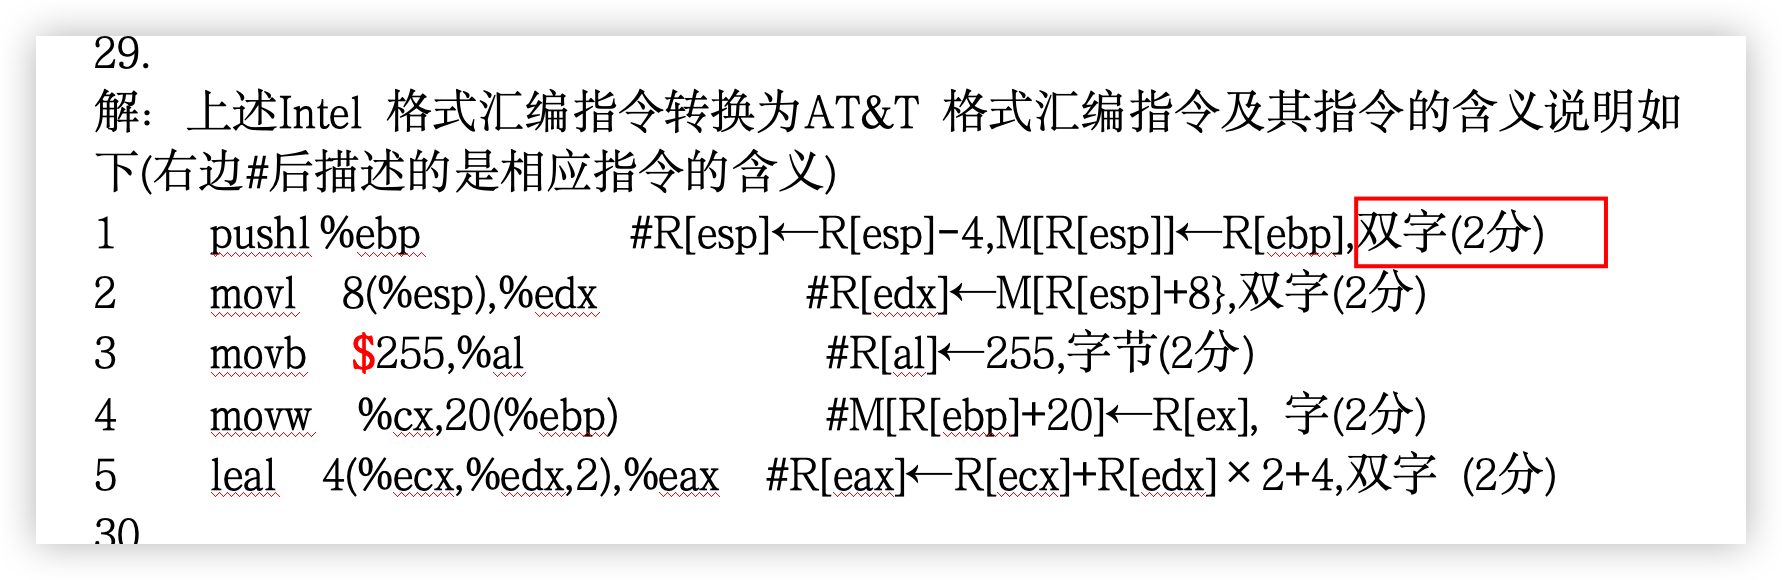 29.
解： 上述Intel 格式汇编指令转换为AT&T 格式汇编指令及其指令的含义说明如
下(右边#后描述的是相应指令的含义)
1 pushl %ebp #R[esp]←R[esp]-4,M[R[esp]]←R[ebp],双字(2分)
2 movl 8(%esp),%edx #R[edx]←M[R[esp]+8},双字(2分)
3 movb $255,%al #R[al]←255,字节(2分)
4 movw %cx,20(%ebp) #M[R[ebp]+20]←R[ex], 字(2分)
5 leal 4(%ecx,%edx,2),%eax #R[eax]←R[ecx]+R[edx]×2+4,双字 (2分)
30